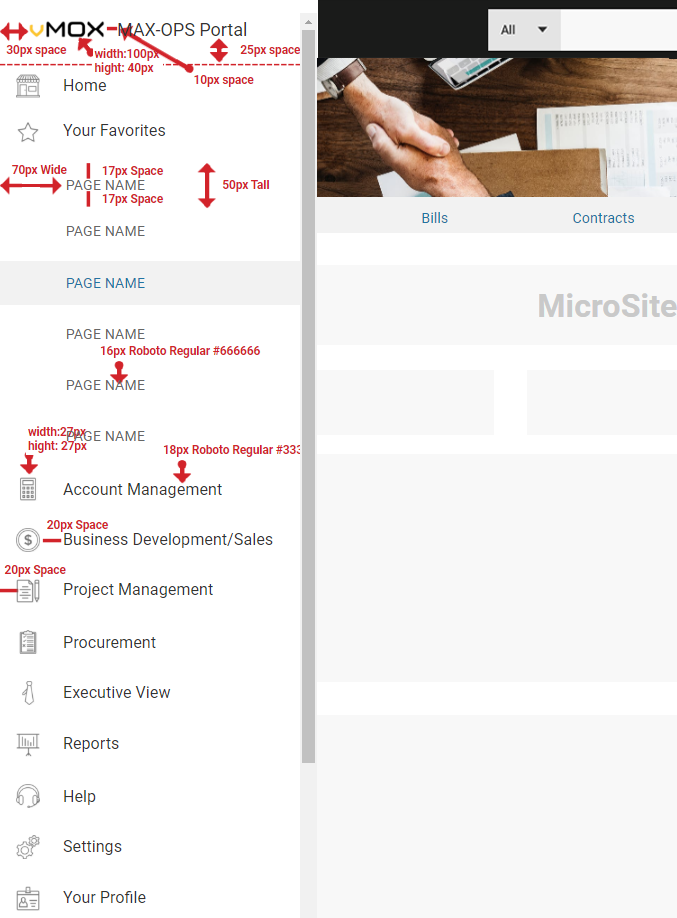 vMOX MAX-OPS Portal
All
30px space
width:100px
hight: 40px
25px space
10px space
Home
Your Favorites
70px Wide
17px Space
PAGE NAME
50px Tall
17px Space
PAGE NAME
Bills
Contracts
PAGE NAME
MicroSite
PAGE NAME
16px Roboto Regular #666666
PAGE NAME
width:27px
hight: 27px
PAGE NAME
18px Roboto Regular #333
Account Management
20px Space
Business Development/Sales
20px Space
Project Management
Procurement
Executive View
Reports
Help
Settings
Your Profile